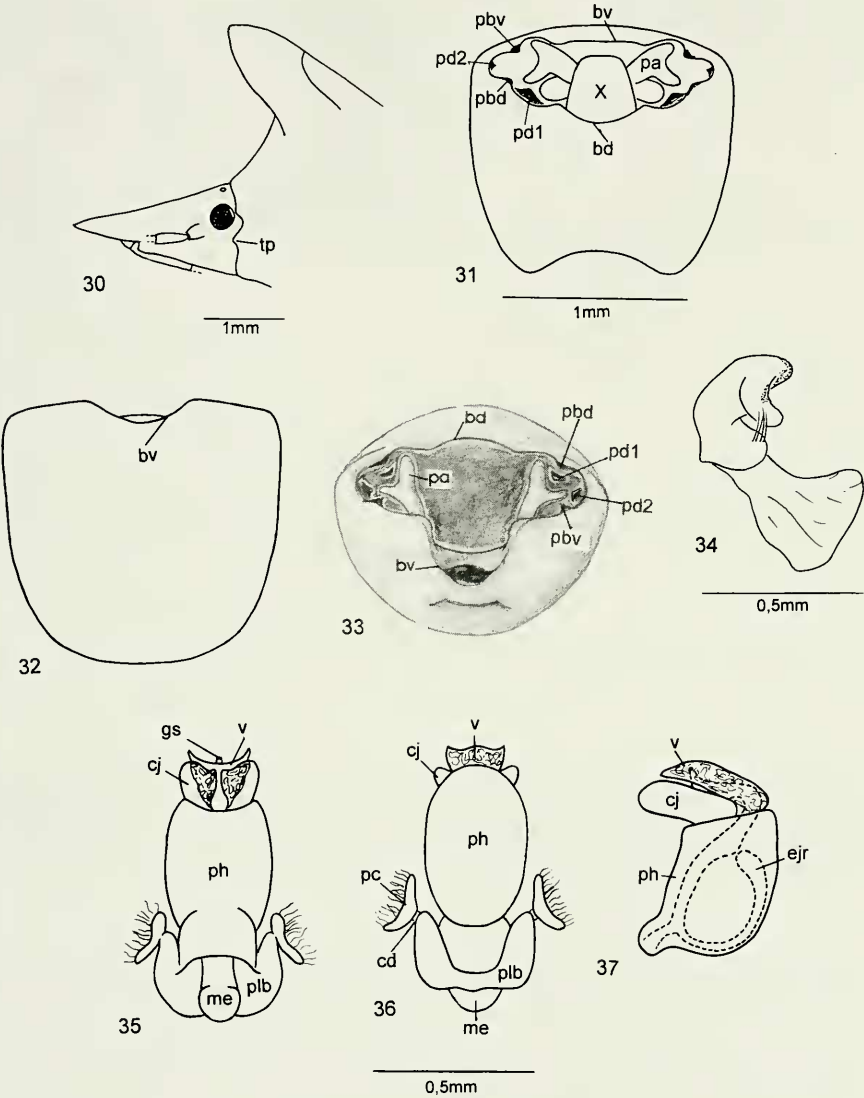 tp
30
1mm
pbv
bv
pd2
pa
pbd
X
pd1
bd
31
1mm
bv
32
bd
pbd
pd1
pa
pd2
pbv
bv
33
34
0,5mm
gs
v
cj
ph
me
plb
35
v
cj
ph
pc
cd
plb
me
36
0,5mm
v
cj
ph
ejr
37